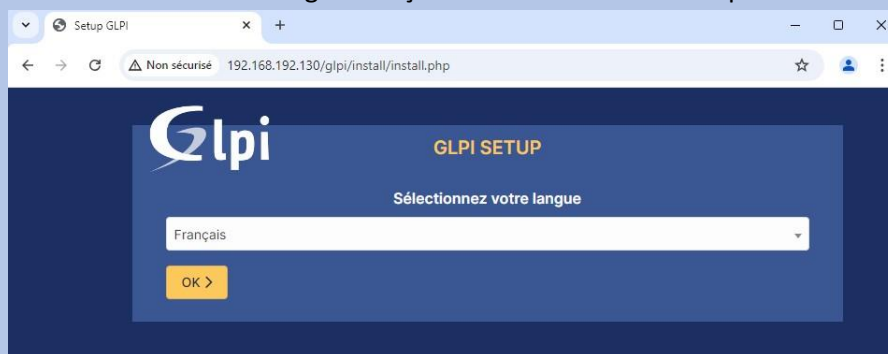 Setup GLPI
Non sécurisé 192.168.192.130/glpi/install/install.php
Glpi
GLPI SETUP
Sélectionnez votre langue
Français
OK